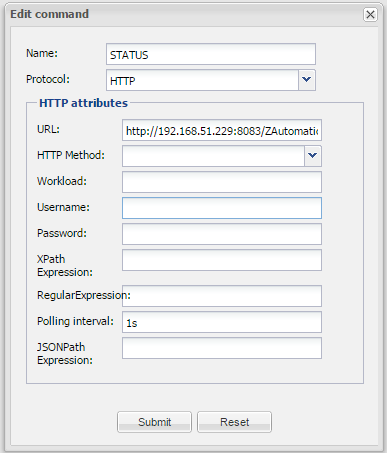 Edit command
Name: STATUS
Protocol: HTTP
HTTP attributes
URL: http://192.168.51.229:8083/ZAutomatic
HTTP Method:
Workload:
Username:
Password:
XPath
Expression:
RegularExpression:
Polling interval: 1s
JSONPath
Expression:
Submit Reset